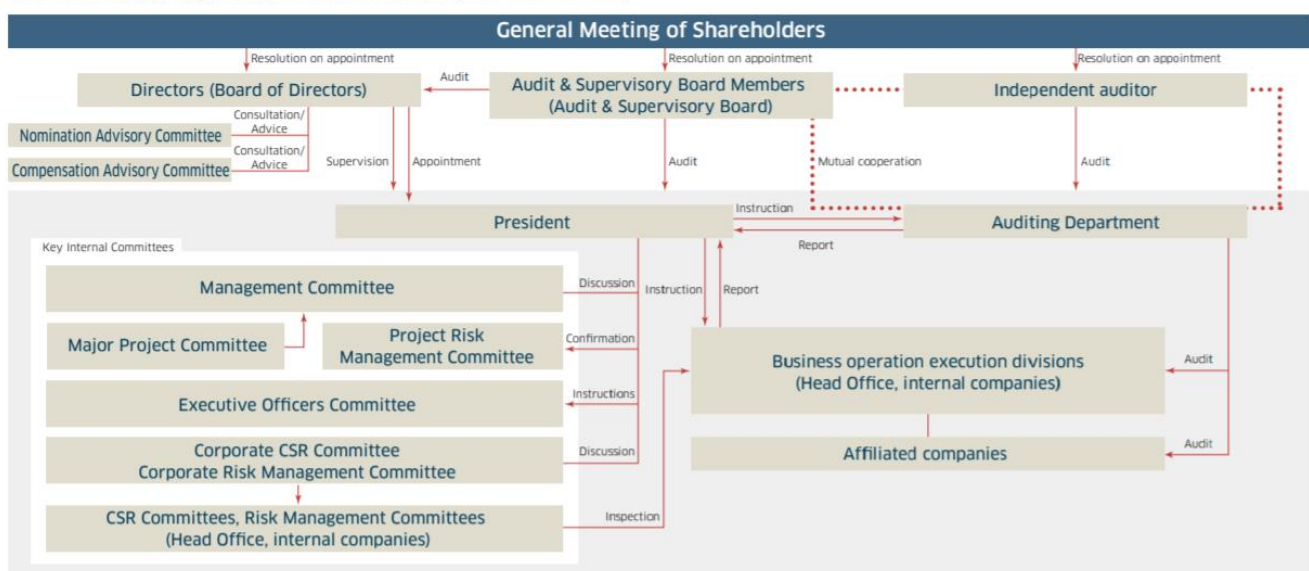 General Meeting of Shareholders
Resolution on appointment
Resolution on appointment
Resolution on appointment
Directors (Board of Directors)
Audit
Audit & Supervisory Board Members
(Audit & Supervisory Board)
Independent auditor
Consultation/
Advice
Nomination Advisory Committee
Consultation/
Advice
Compensation Advisory Committee
Supervision
Appointment
Audit
Mutual cooperation
Audit
President
Instruction
Report
Auditing Department
Key Internal Committees
Management Committee
Discussion
Instruction
Report
Major Project Committee
Project Risk
Management Committee
Confirmation
Business operation execution divisions
(Head Office, internal companies)
Audit
Executive Officers Committee
Instructions
Corporate CSR Committee
Corporate Risk Management Committee
Discussion
Affiliated companies
Audit
CSR Committees, Risk Management Committees
(Head Office, internal companies)
Inspection